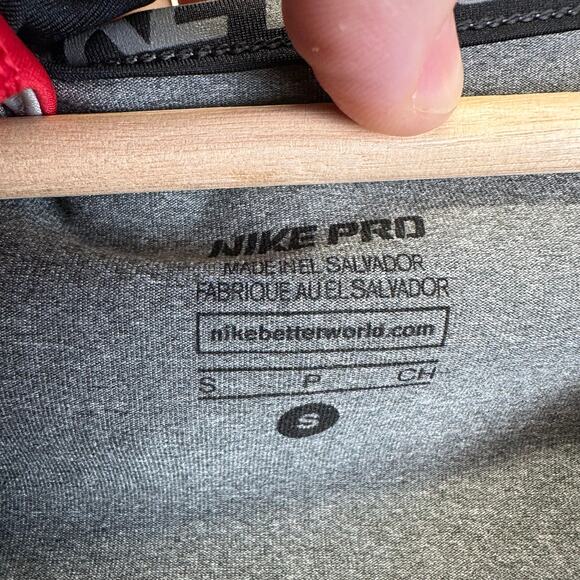 NIKE PRO
MADE IN EL SALVADOR
FABRIQUE AU EL SALVADOR
nikebetterworld.com
S P CH
S